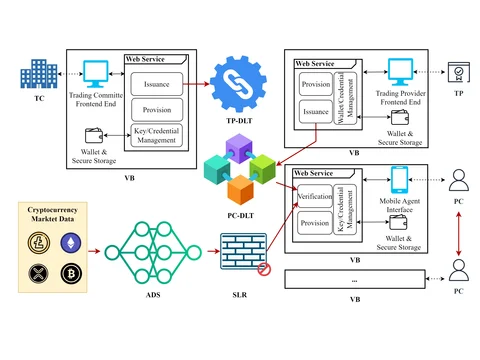 Web Service
Issuance
Provision
Key/Credential
Management
TC
Trading Committe
Frontend End
Wallet &
Secure Storage
VB
TP-DLT
PC-DLT
Web Service
Provision
Issuance
Wallet/Credential
Management
Trading Provider
Frontend End
Wallet &
Secure Storage
TP
VB
Web Service
Verification
Provision
Key/Credential
Management
Mobile Agent
Interface
Wallet &
Secure Storage
PC
VB
...
VB
PC
Cryptocurrency
Marktet Data
ADS
SLR